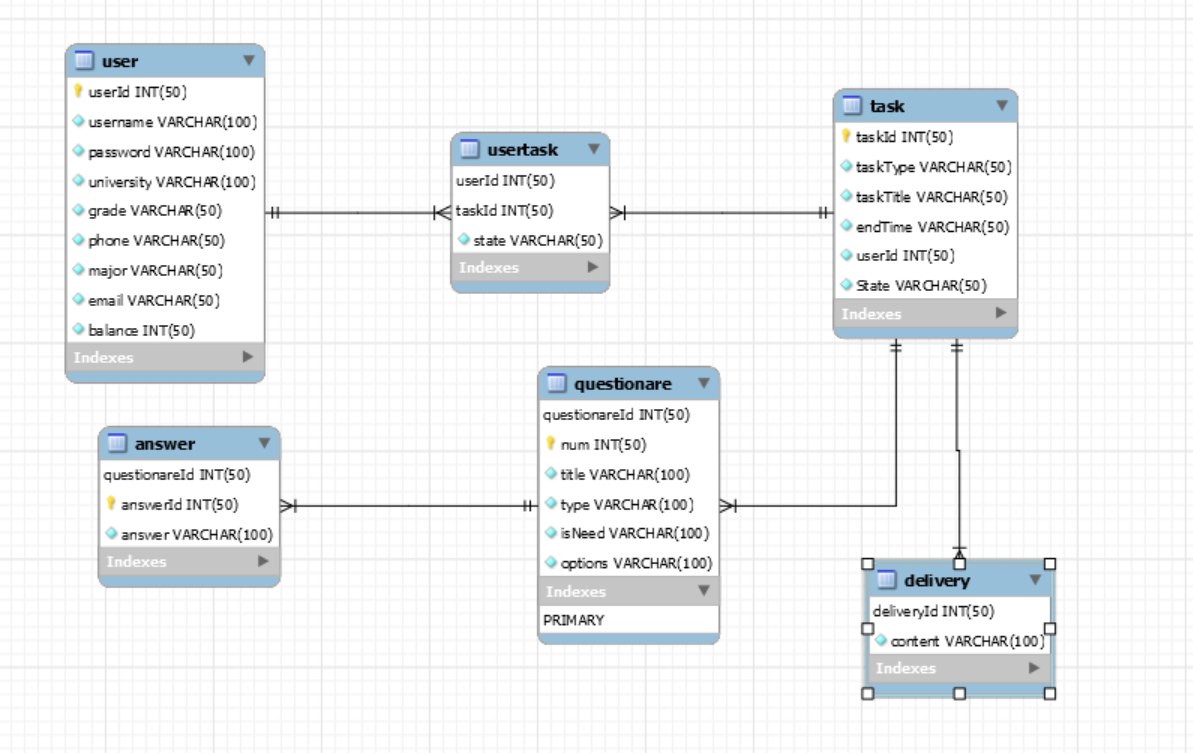 user
userId INT(50)
username VARCHAR(100)
password VARCHAR(100)
university VARCHAR(100)
grade VARCHAR(50)
phone VARCHAR(50)
major VARCHAR(50)
email VARCHAR(50)
balance INT(50)
Indexes
usertask
userId INT(50)
taskId INT(50)
state VARCHAR(50)
Indexes
task
taskId INT(50)
taskType VARCHAR(50)
taskTitle VARCHAR(50)
endTime VARCHAR(50)
userId INT(50)
State VARCHAR(50)
Indexes
answer
questionareId INT(50)
answerId INT(50)
answer VARCHAR(100)
Indexes
questionare
questionareId INT(50)
num INT(50)
title VARCHAR(100)
type VARCHAR(100)
isNeed VARCHAR(100)
options VARCHAR(100)
Indexes
PRIMARY
delivery
deliveryId INT(50)
content VARCHAR(100)
Indexes